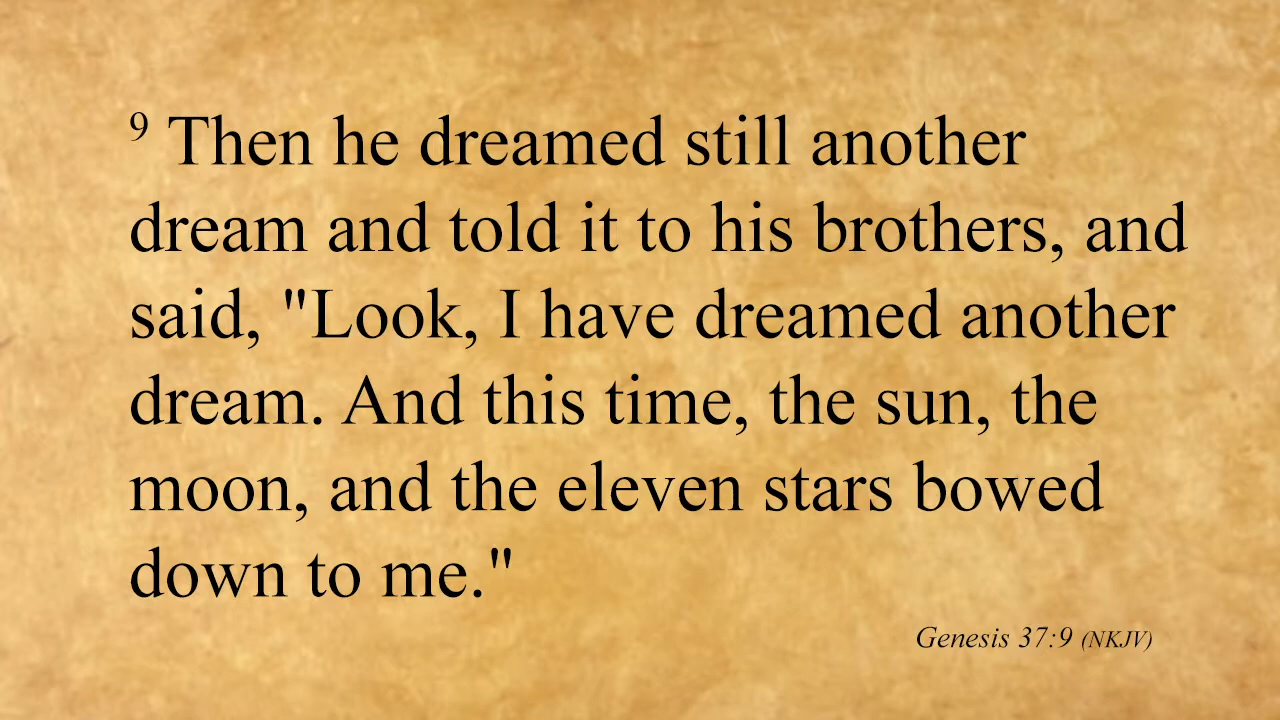 9 Then he dreamed still another
dream and told it to his brothers, and
said, "Look, I have dreamed another
dream. And this time, the sun, the
moon, and the eleven stars bowed
down to me."
Genesis 37:9 (NKJV)